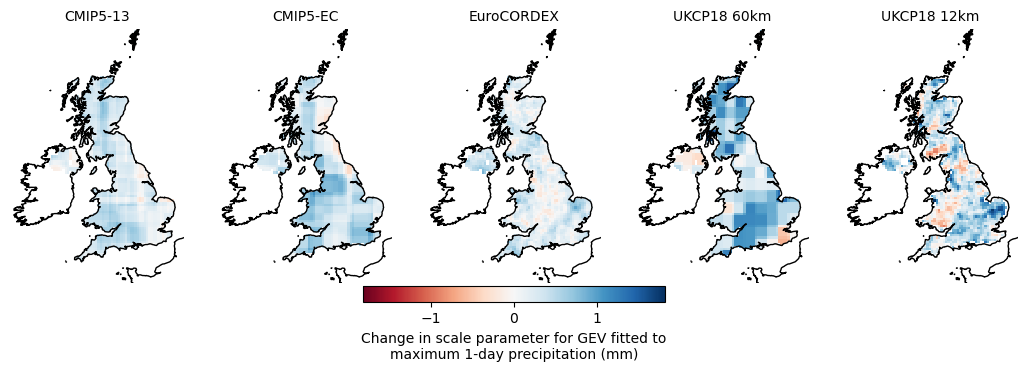 CMIP5-13
CMIP5-EC
EuroCORDEX
UKCP18 60km
UKCP18 12km
−1
0
1
Change in scale parameter for GEV fitted to
maximum 1-day precipitation (mm)